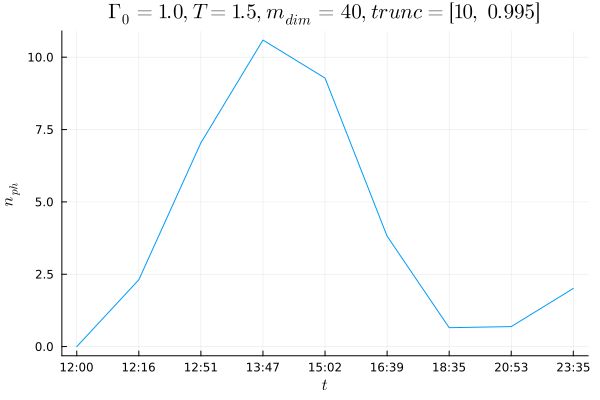 Γ₀ = 1.0, T = 1.5, m_dim = 40, trunc = [10, 0.995]
10.0
7.5
5.0
2.5
0.0
n_ph
12:00 12:16 12:51 13:47 15:02 16:39 18:35 20:53 23:35
t